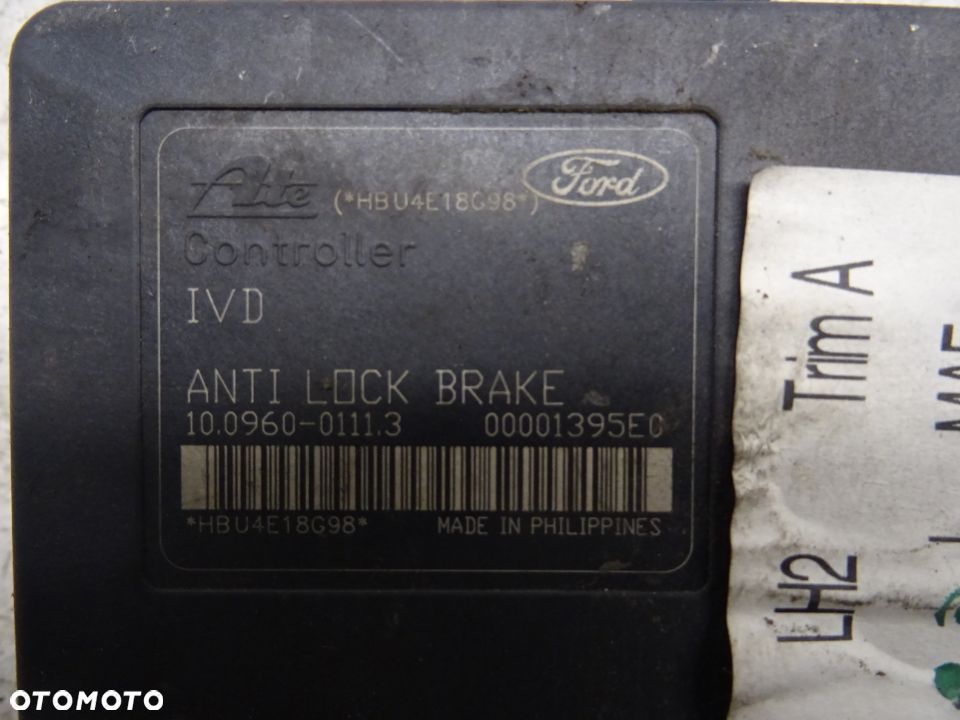 Ate (*HBU4E18G98*) Ford
Controller
IVD
ANTI LOCK BRAKE
10.0960-0111.3 00001395E0
*HBU4E18G98* MADE IN PHILIPPINES
Trim A
LH2
OTOMOTO